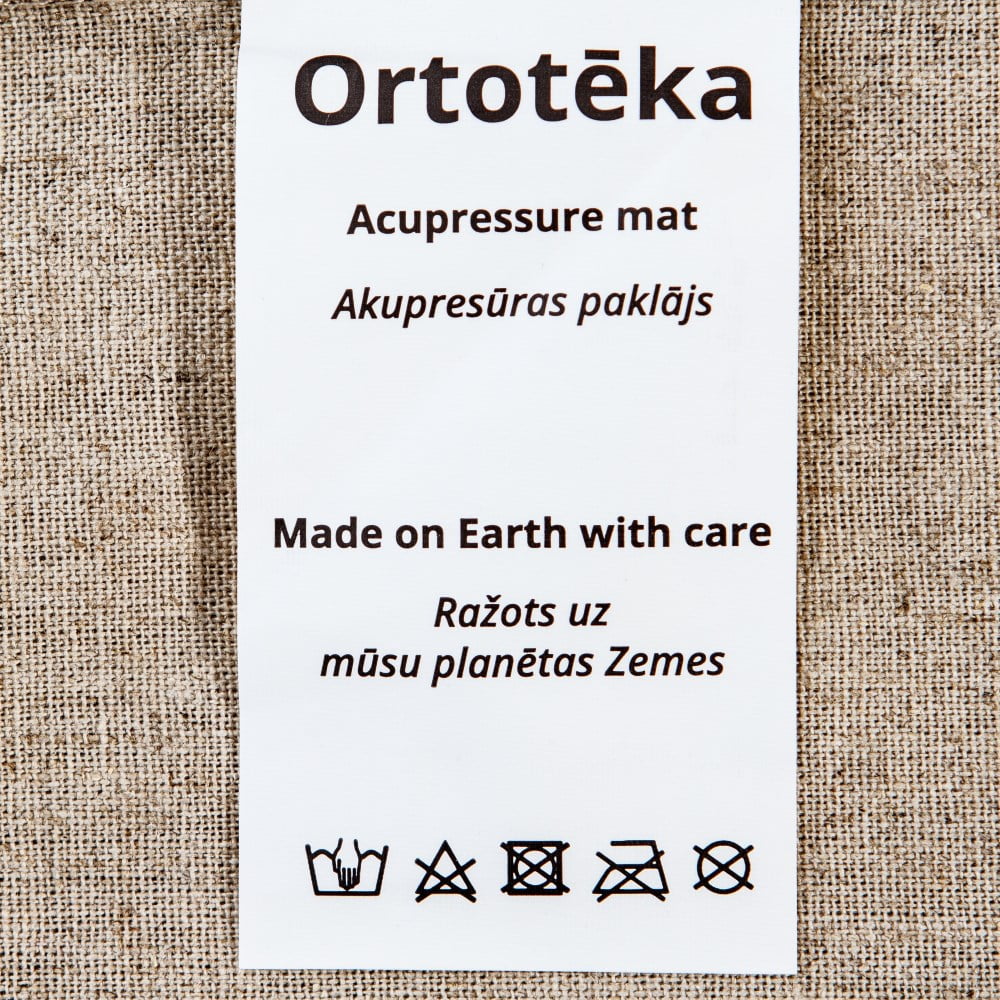 Ortotēka
Acupressure mat
Akupresūras paklājs
Made on Earth with care
Ražots uz
mūsu planētas Zemes